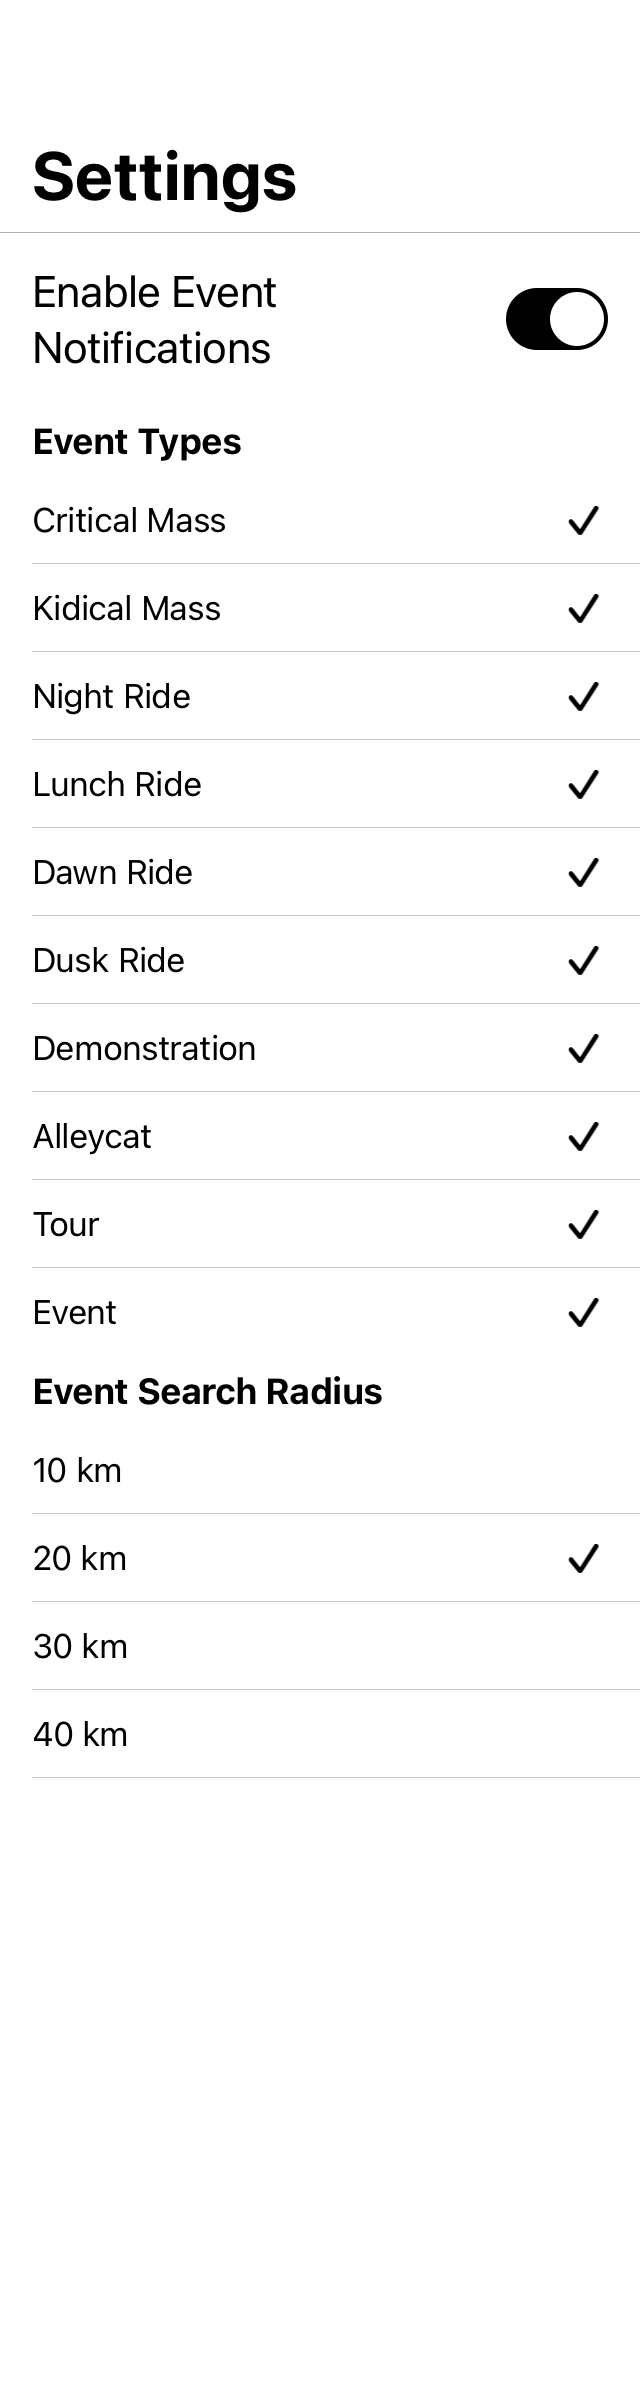 Settings
Enable Event
Notifications
Event Types
Critical Mass
Kidical Mass
Night Ride
Lunch Ride
Dawn Ride
Dusk Ride
Demonstration
Alleycat
Tour
Event
Event Search Radius
10 km
20 km
30 km
40 km